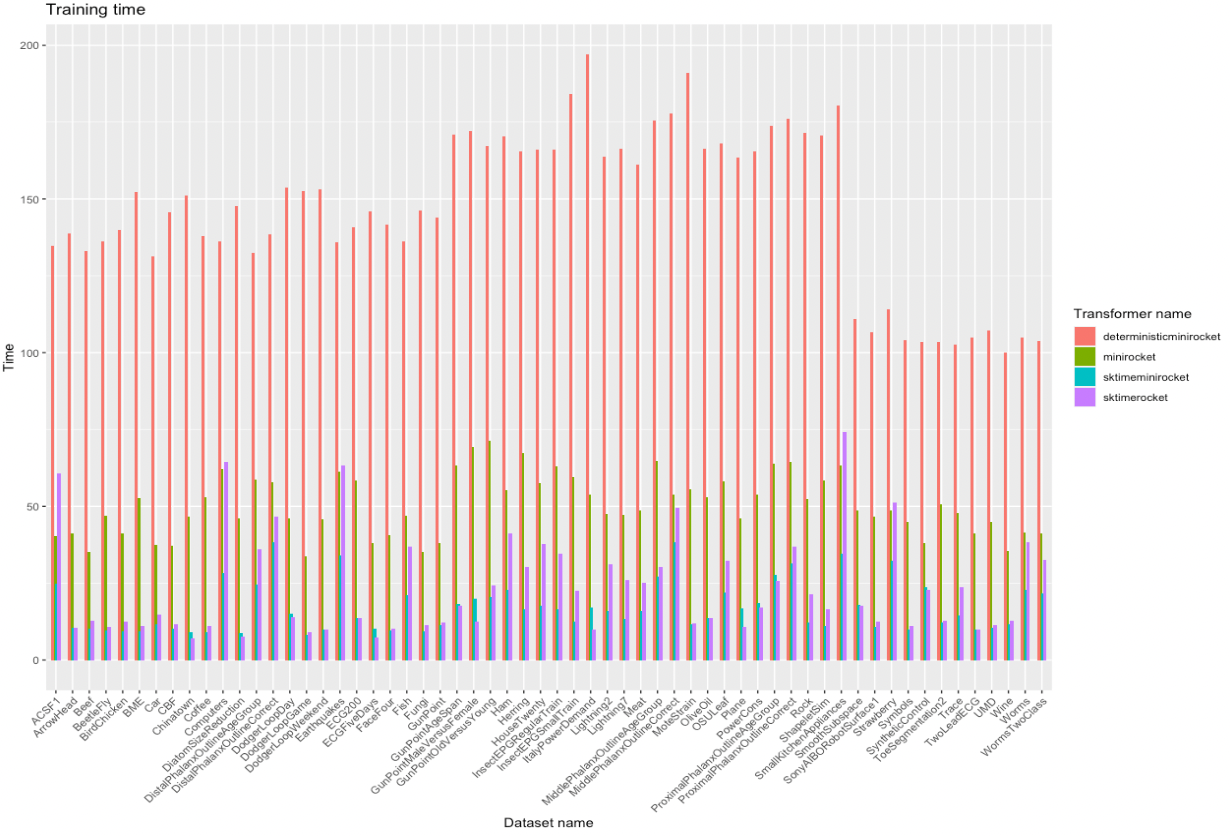 Training time
200
150
100
50
0
Time
ACSF1
ArrowHead
Beef
BeetleFly
BirdChicken
BME
Car
CBF
Chinatown
Coffee
Computers
DiatomSizeReduction
DistalPhalanxOutlineAgeGroup
DistalPhalanxOutlineCorrect
DodgerLoopDay
DodgerLoopGame
DodgerLoopWeekend
Earthquakes
ECG200
ECGFiveDays
FaceFour
Fish
Fungi
GunPoint
GunPointAgeSpan
GunPointMaleVersusFemale
GunPointOldVersusYoung
Ham
Herring
HouseTwenty
InsectEPGRegularTrain
InsectEPGSmallTrain
ItalyPowerDemand
Lightning2
Lightning7
Meat
MiddlePhalanxOutlineAgeGroup
MiddlePhalanxOutlineCorrect
MoteStrain
OliveOil
OSULeaf
Plane
PowerCons
ProximalPhalanxOutlineAgeGroup
ProximalPhalanxOutlineCorrect
Rock
ShapeletSim
SmallKitchenAppliances
SmoothSubspace
SonyAIBORobotSurface1
Strawberry
Symbols
SyntheticControl
ToeSegmentation2
Trace
TwoLeadECG
UMD
Wine
Worms
WormsTwoClass
Dataset name
Transformer name
deterministicminirocket
minirocket
sktimeminirocket
sktimerocket